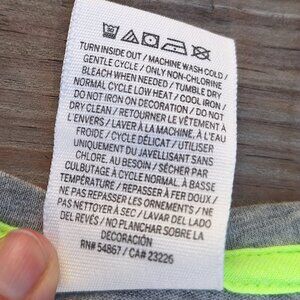 TURN INSIDE OUT / MACHINE WASH COLD /
GENTLE CYCLE / ONLY NON-CHLORINE
BLEACH WHEN NEEDED / TUMBLE DRY
NORMAL CYCLE LOW HEAT / COOL IRON /
DO NOT IRON ON DECORATION / DO NOT
DRY CLEAN / RETOURNER LE VÊTEMENT À
L'ENVERS / LAVER À LA MACHINE, À L'EAU
FROIDE / CYCLE DÉLICAT / UTILISER
UNIQUEMENT DU JAVELLISANT SANS
CHLORE, AU BESOIN / SÉCHER PAR
CULBUTAGE À CYCLE NORMAL, À BASSE
TEMPÉRATURE / REPASSER À FER DOUX /
NE PAS REPASSER LES ORNEMENTS / NE
PAS NETTOYER À SEC / LAVAR DEL LADO
DEL REVÉS / NO PLANCHAR SOBRE LA
DECORACIÓN
RN# 54867 / CA# 23226